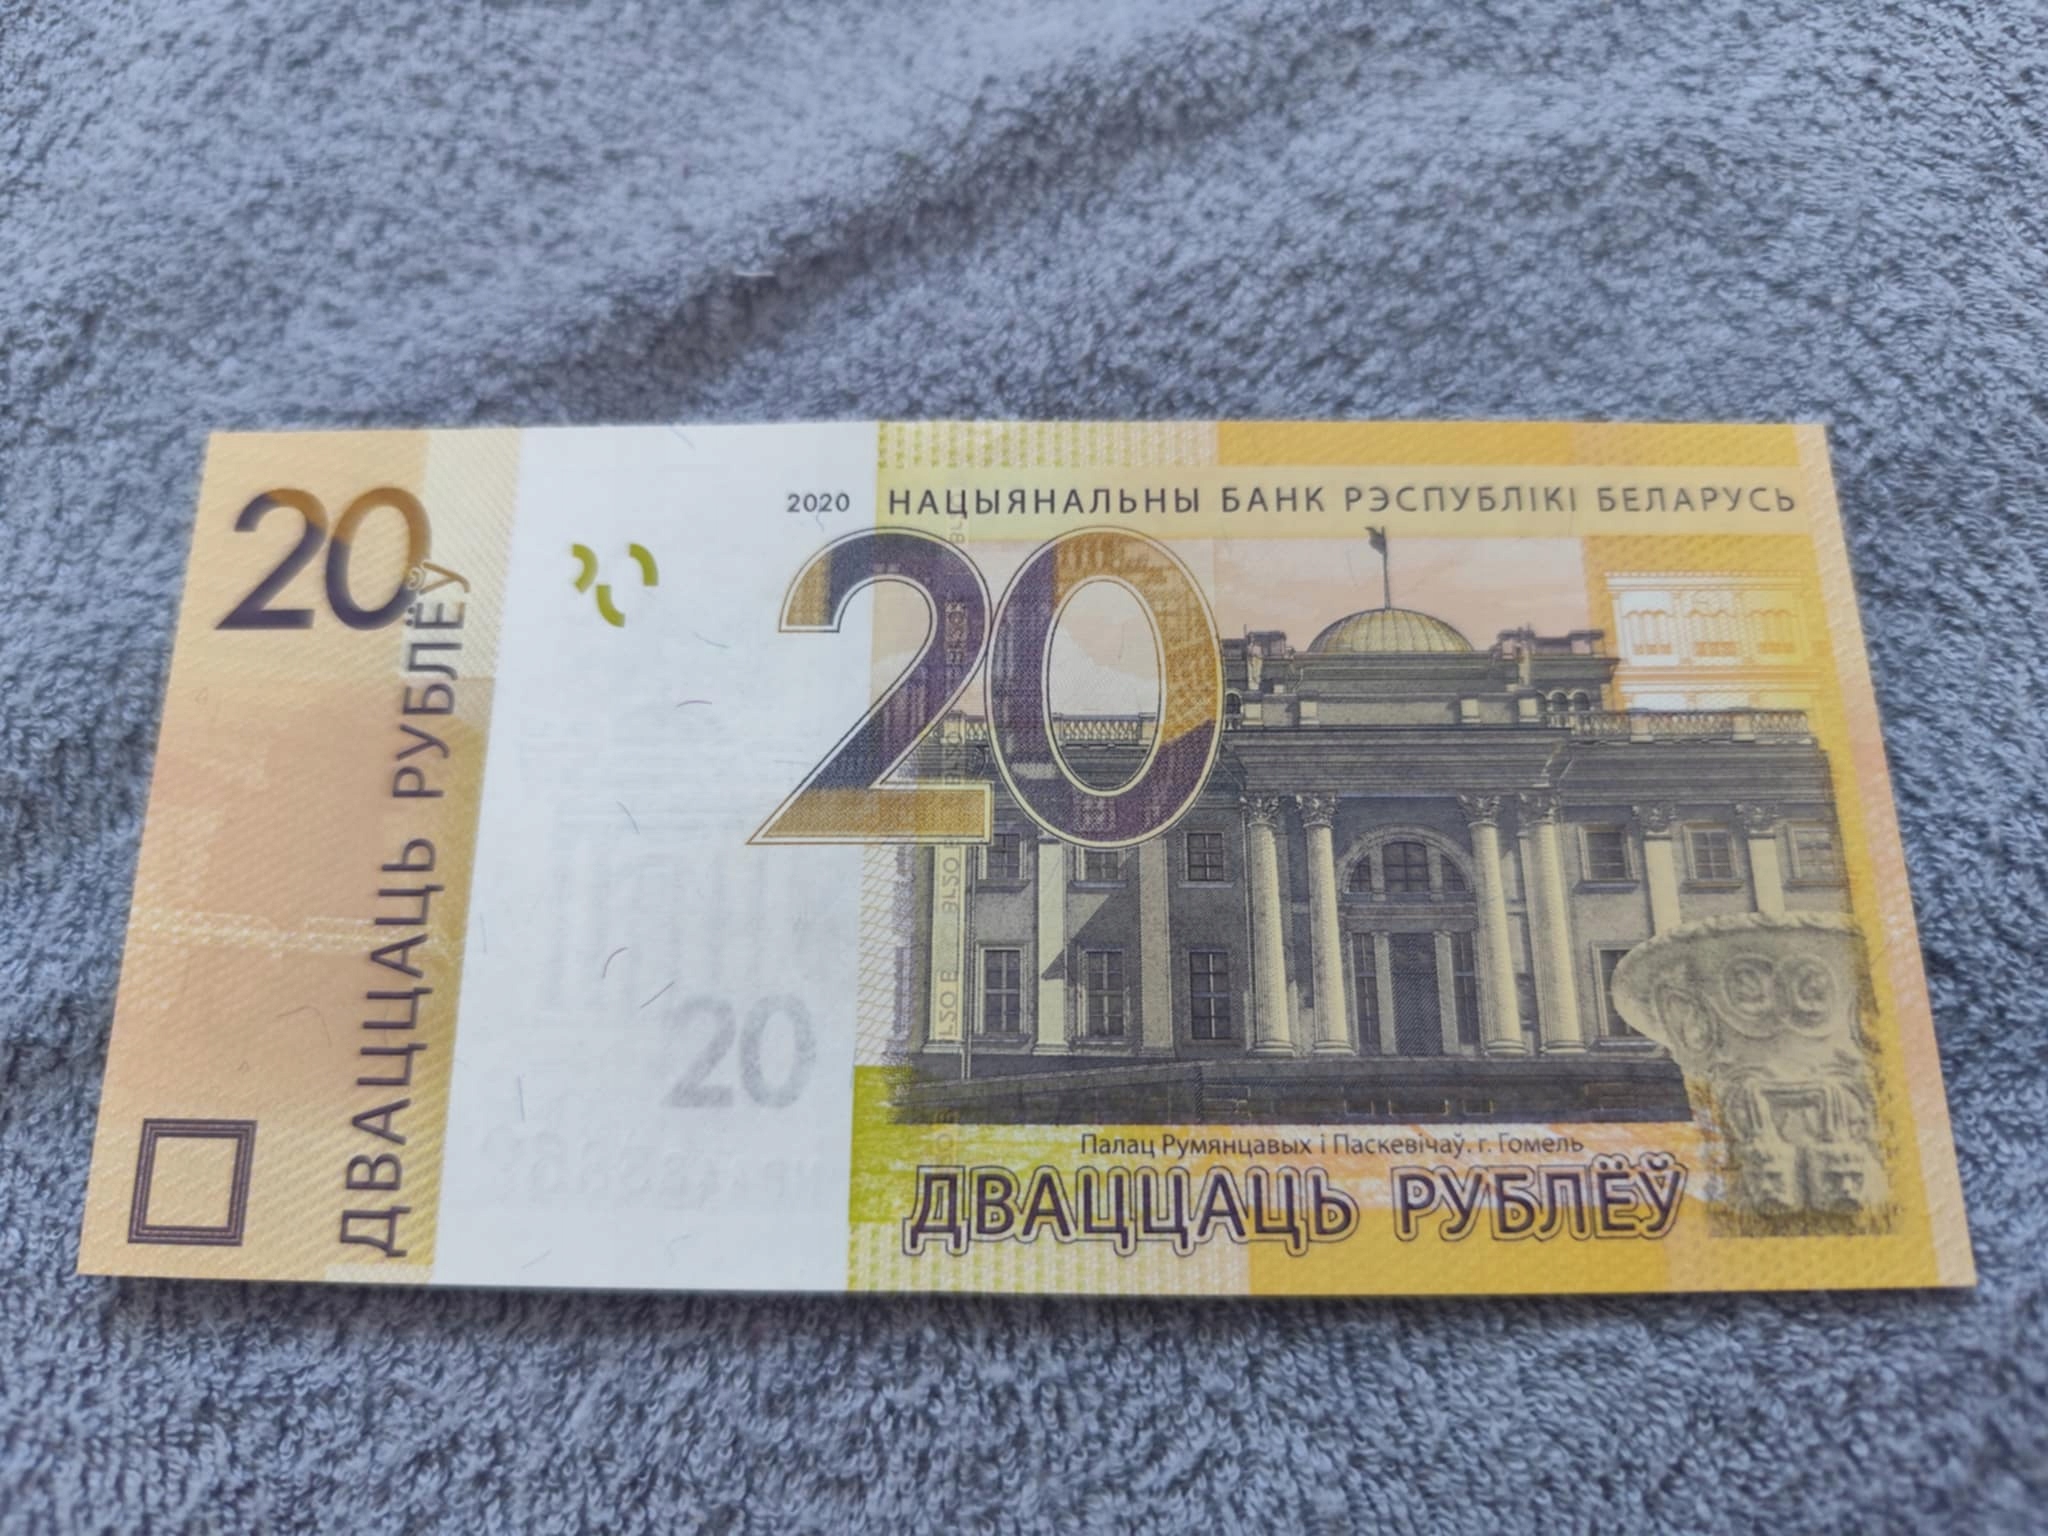 20
ДВАЦЦАЦЬ РУБЛЁЎ
2020
НАЦЫЯНАЛЬНЫ БАНК РЭСПУБЛІКІ БЕЛАРУСЬ
20
20
Палац Румянцавых і Паскевічаў. г. Гомель
ДВАЦЦАЦЬ РУБЛЁЎ